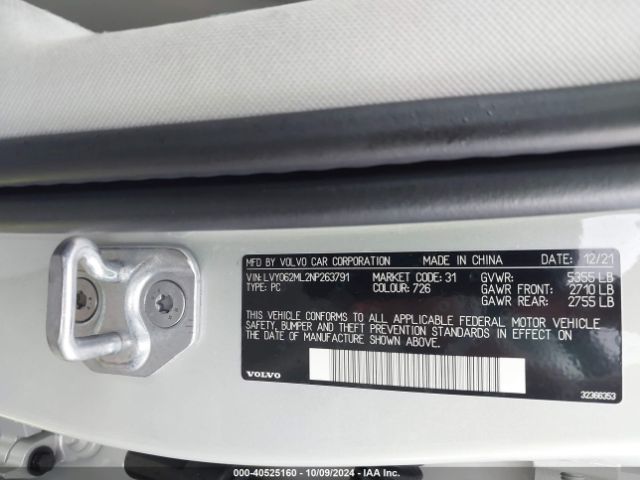 MFD BY VOLVO CAR CORPORATION MADE IN CHINA DATE: 12/21
VIN: LVY062ML2NP263791 MARKET CODE: 31 GVWR: 5355 LB
TYPE: PC COLOUR: 726 GAWR FRONT: 2710 LB
GAWR REAR: 2755 LB
THIS VEHICLE CONFORMS TO ALL APPLICABLE FEDERAL MOTOR VEHICLE
SAFETY, BUMPER AND THEFT PREVENTION STANDARDS IN EFFECT ON
THE DATE OF MANUFACTURE SHOWN ABOVE.
VOLVO 32366353
000-40525160 - 10/09/2024 - IAA Inc.